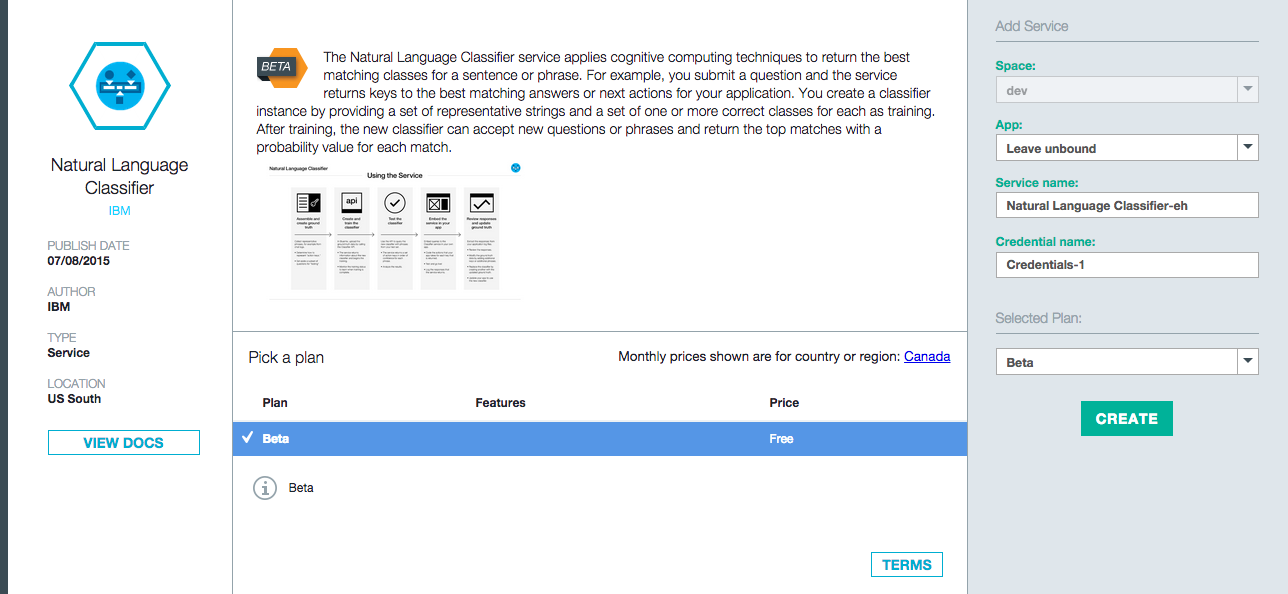 Natural Language
Classifier
IBM
PUBLISH DATE
07/08/2015
AUTHOR
IBM
TYPE
Service
LOCATION
US South
VIEW DOCS
BETA
The Natural Language Classifier service applies cognitive computing techniques to return the best
matching classes for a sentence or phrase. For example, you submit a question and the service
returns keys to the best matching answers or next actions for your application. You create a classifier
instance by providing a set of representative strings and a set of one or more correct classes for each as training.
After training, the new classifier can accept new questions or phrases and return the top matches with a
probability value for each match.
Natural Language Classifier
Using the Service
api
Assemble and
create ground
truth
Create and
train the
classifier
Test the
classifier
Embed the
service in your
app
Review responses
and update
ground truth
Pick a plan
Monthly prices shown are for country or region: Canada
Plan Features Price
Beta Free
Beta
TERMS
Add Service
Space:
dev
App:
Leave unbound
Service name:
Natural Language Classifier-eh
Credential name:
Credentials-1
Selected Plan:
Beta
CREATE